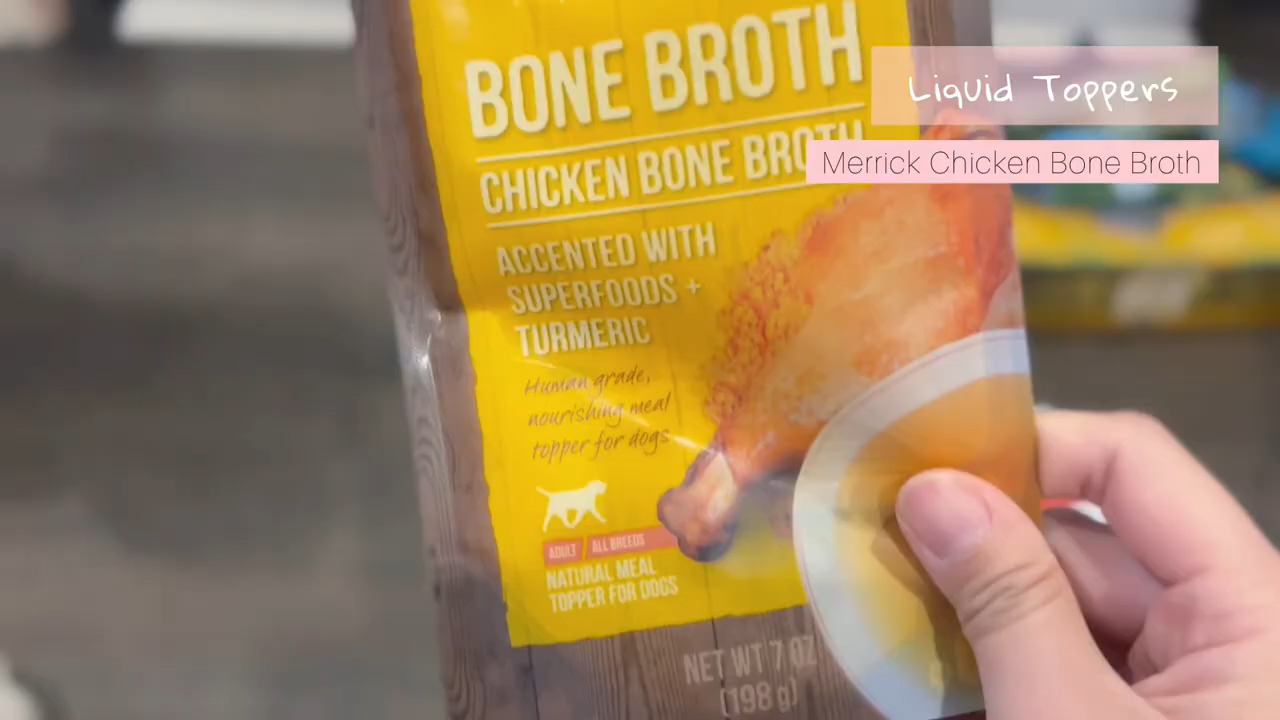 BONE BROTH
Liquid Toppers
CHICKEN BONE BROTH
Merrick Chicken Bone Broth
ACCENTED WITH
SUPERFOODS +
TURMERIC
Human grade,
nourishing meal
topper for dogs
ADULT / ALL BREEDS
NATURAL MEAL
TOPPER FOR DOGS
NET WT 7 OZ
(198 g)